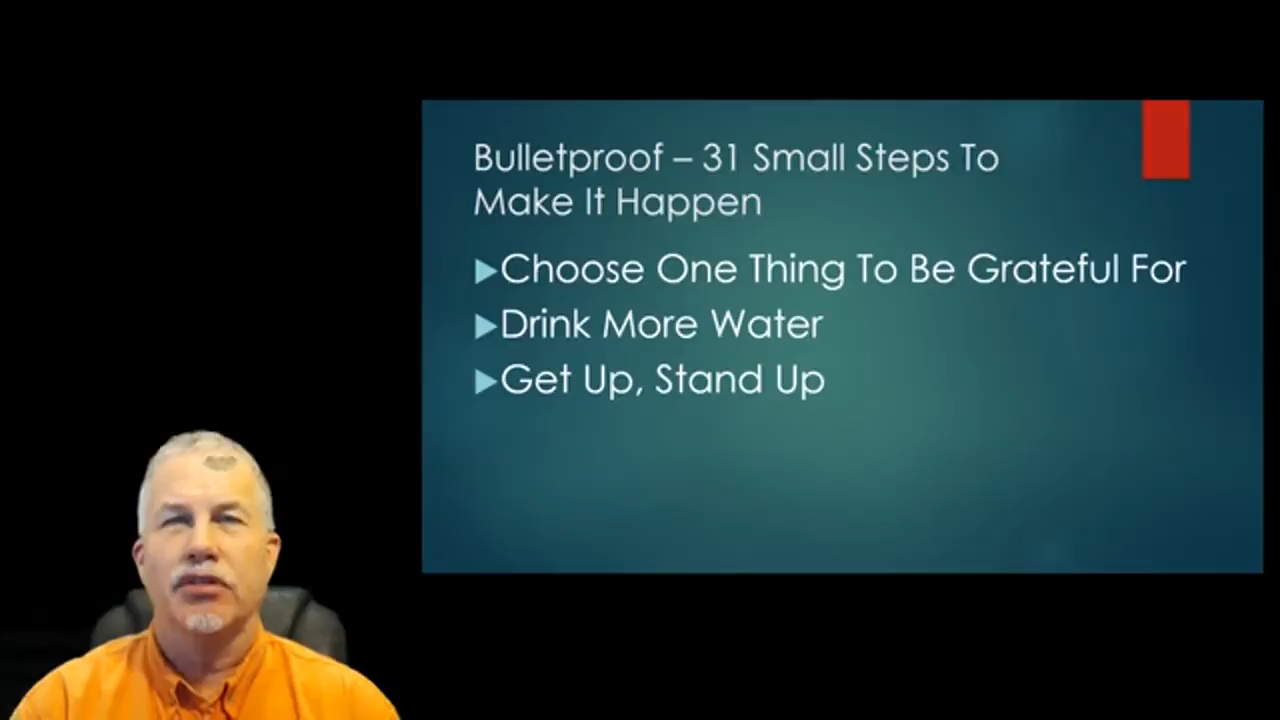 Bulletproof – 31 Small Steps To
Make It Happen
Choose One Thing To Be Grateful For
Drink More Water
Get Up, Stand Up